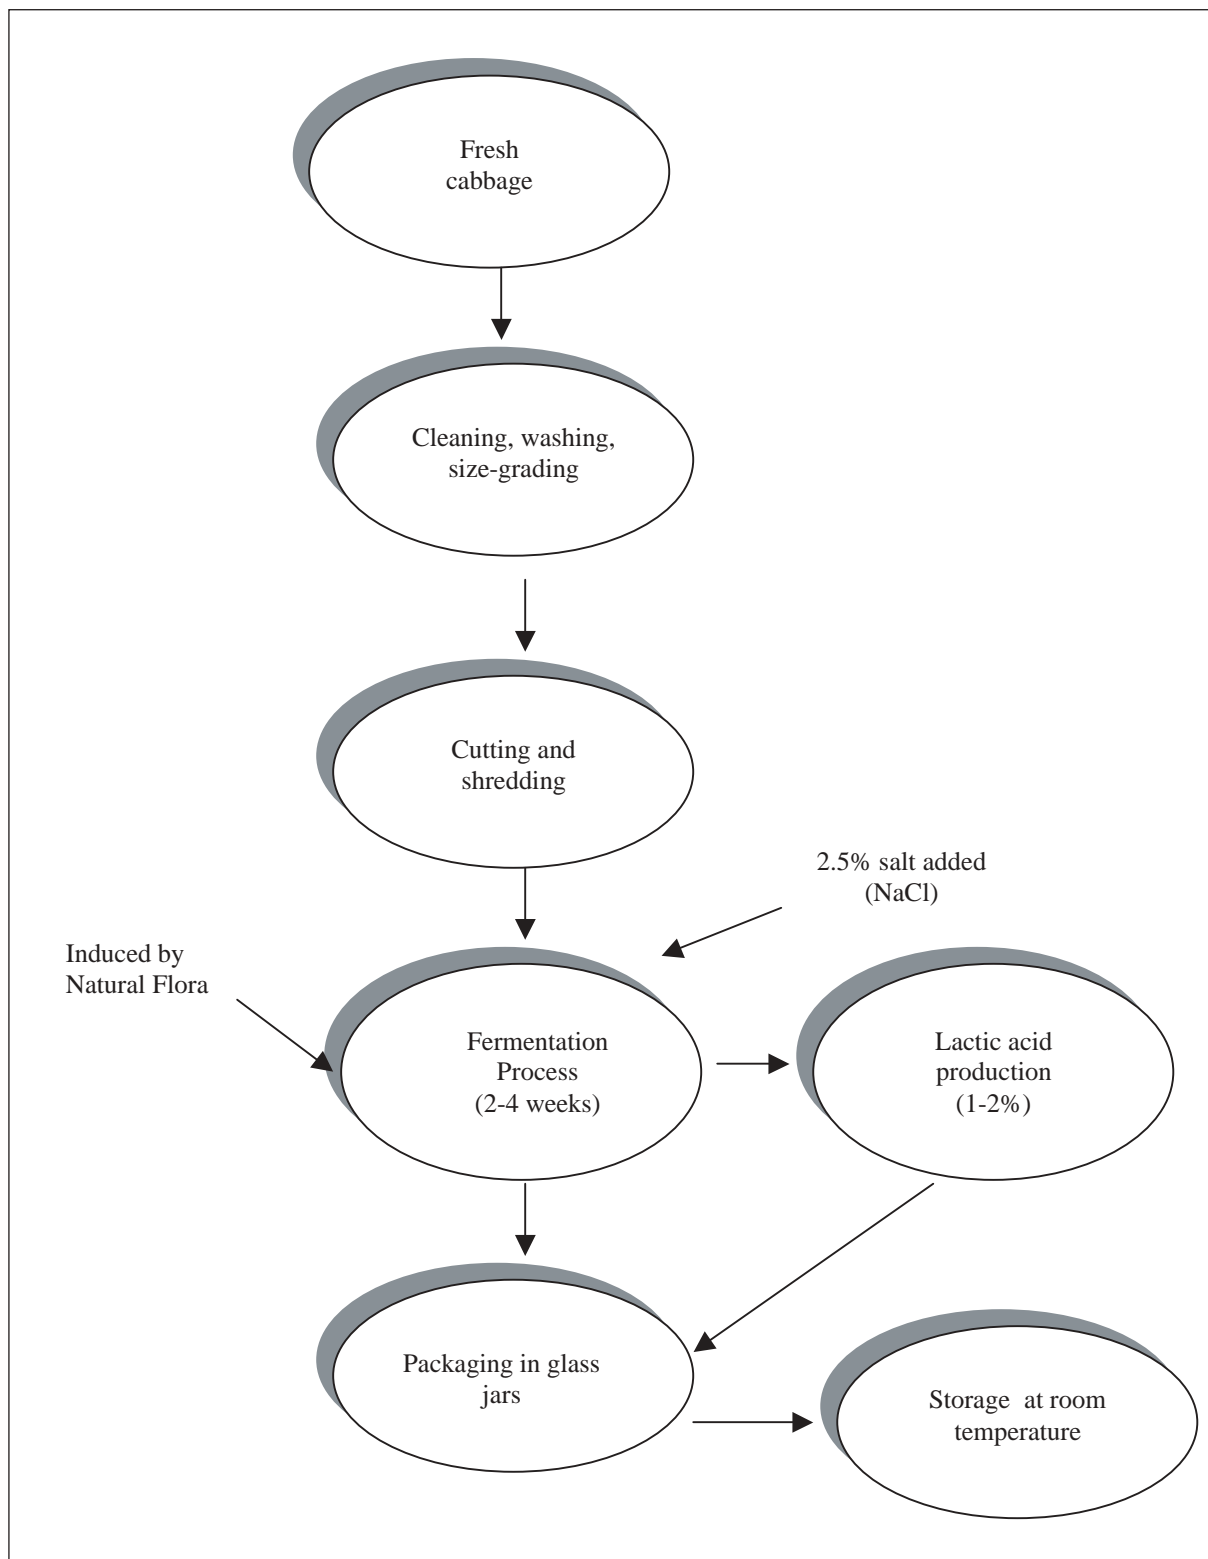 Fresh
cabbage
Cleaning, washing,
size-grading
Cutting and
shredding
2.5% salt added
(NaCl)
Induced by
Natural Flora
Fermentation
Process
(2-4 weeks)
Lactic acid
production
(1-2%)
Packaging in glass
jars
Storage at room
temperature